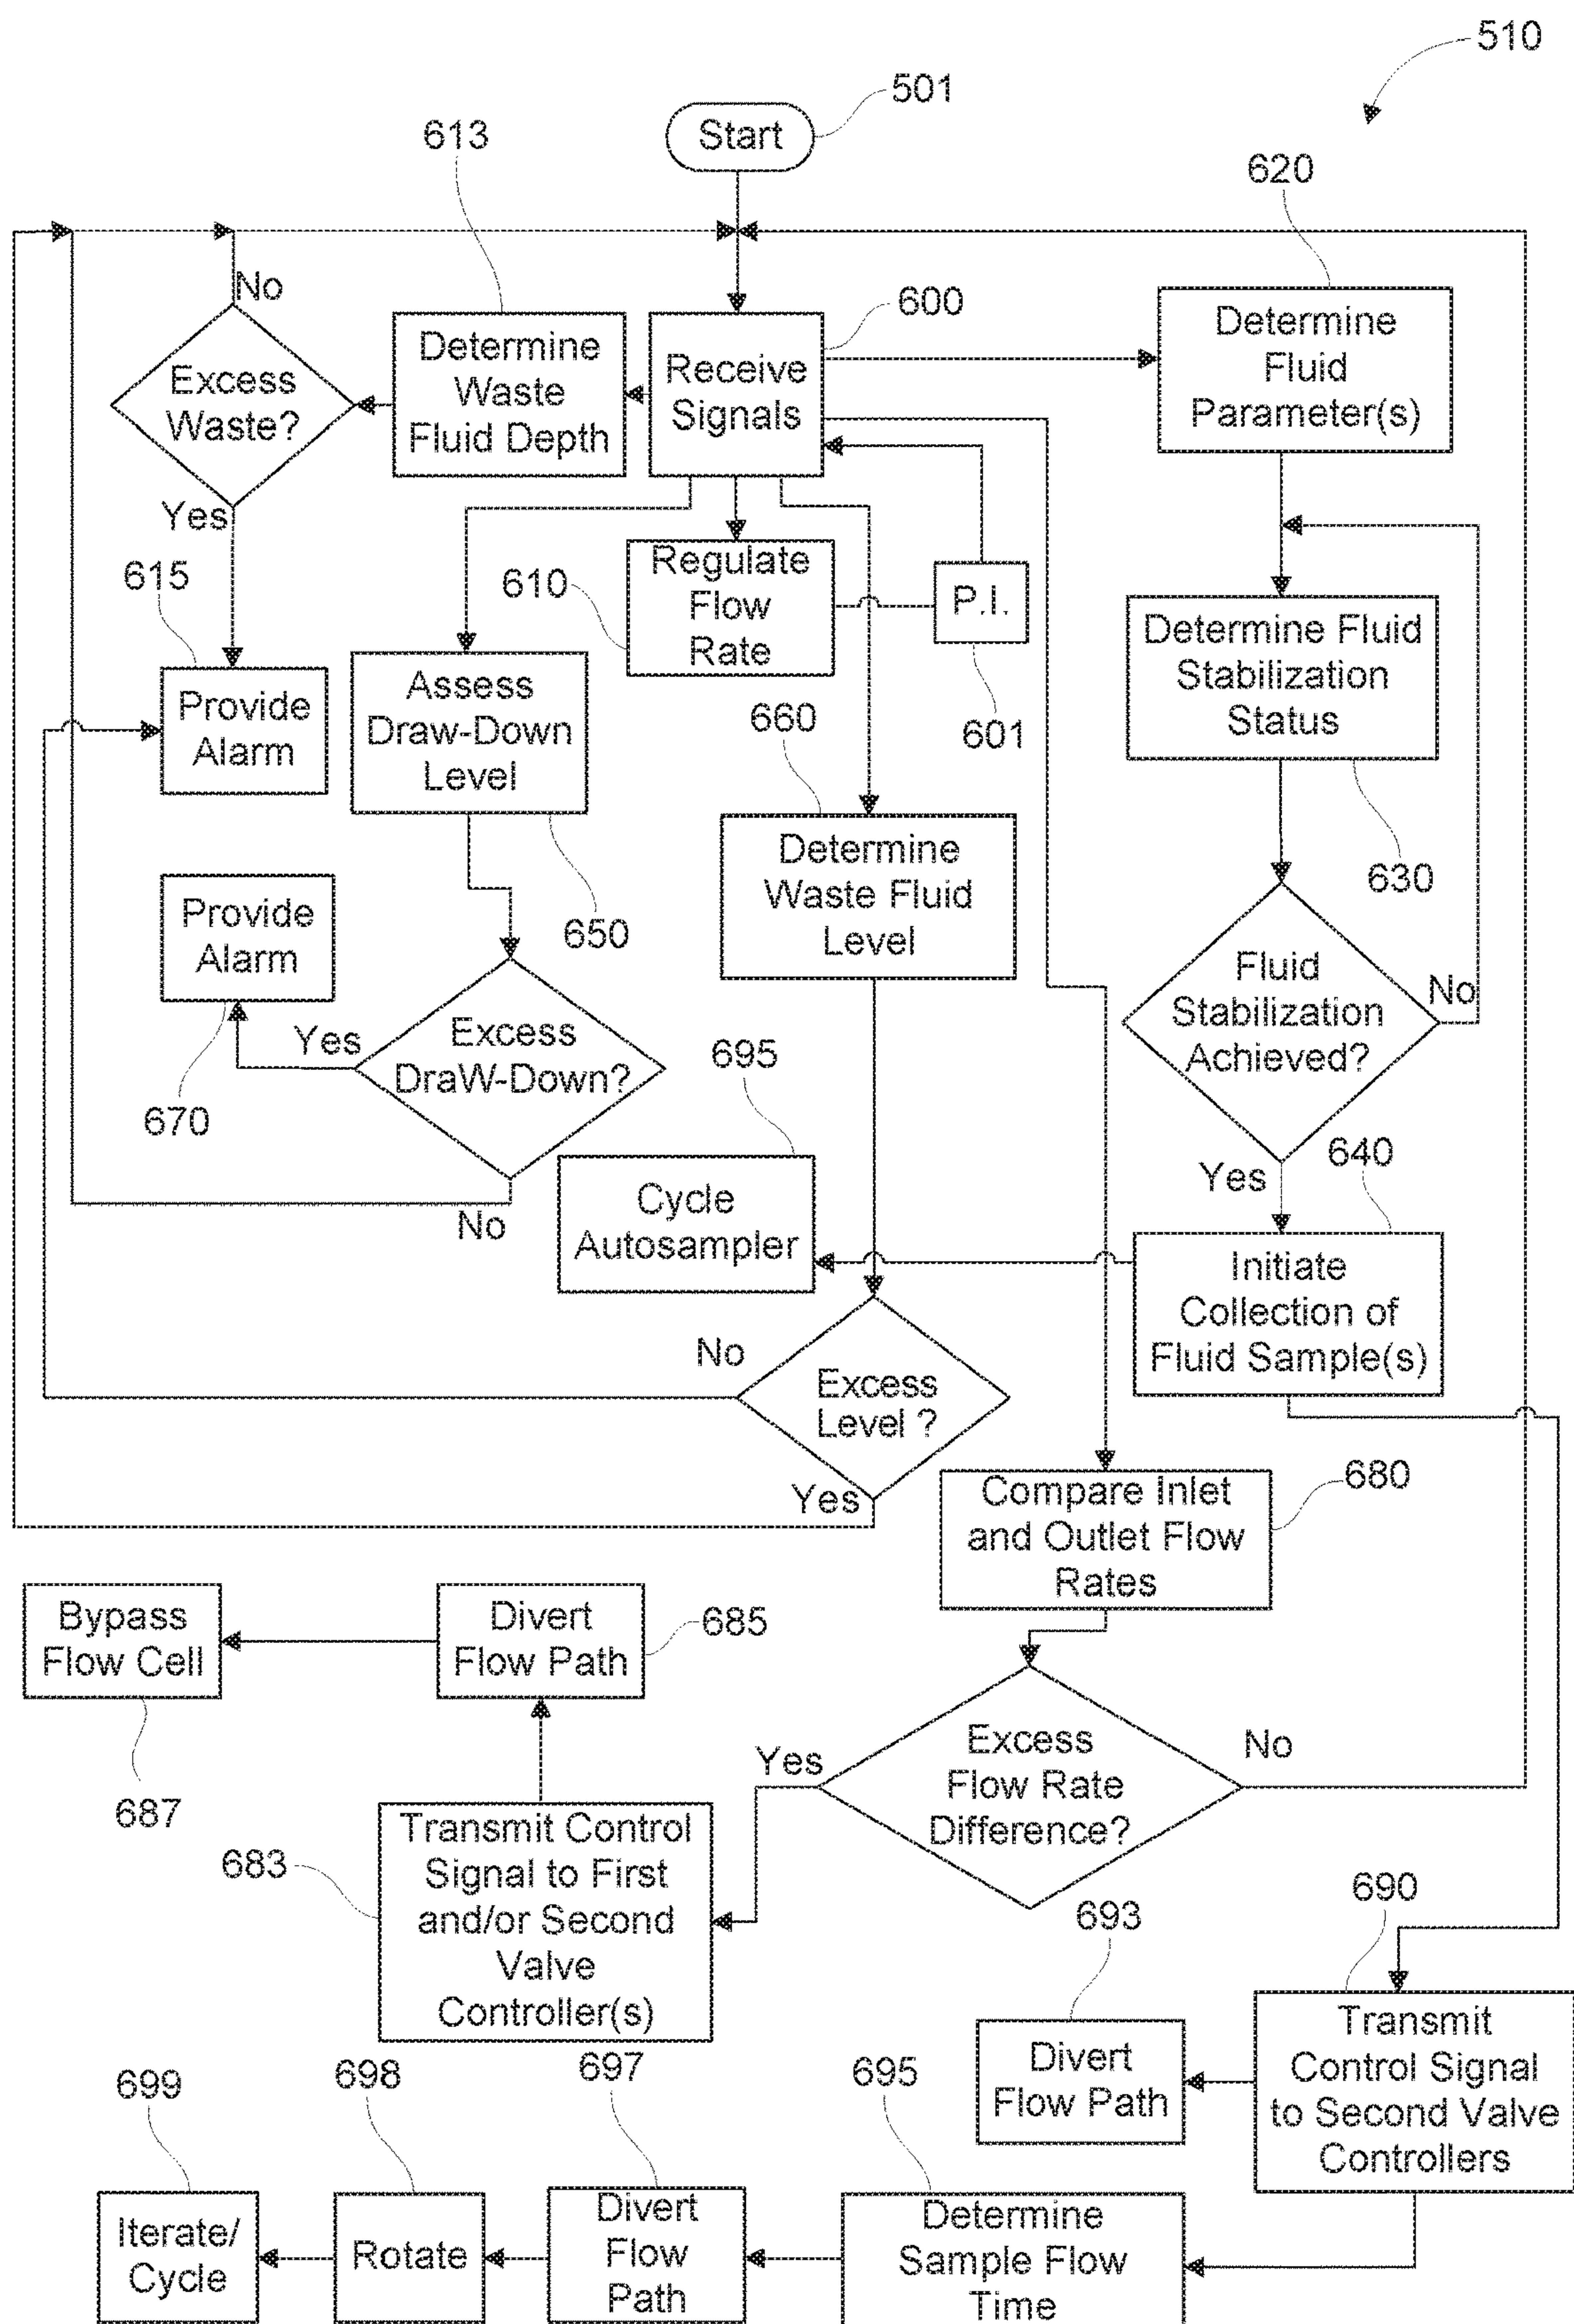 510
501
Start
613
620
No
600
Determine
Waste
Fluid Depth
Receive
Signals
Determine
Fluid
Parameter(s)
Excess
Waste?
Yes
615
610
Regulate
Flow
Rate
P.I.
601
Determine Fluid
Stabilization
Status
630
Provide
Alarm
Assess
Draw-Down
Level
650
660
Determine
Waste Fluid
Level
Provide
Alarm
670
Yes
Excess
DraW-Down?
No
Fluid
Stabilization
Achieved?
No
Yes
640
695
Cycle
Autosampler
Initiate
Collection of
Fluid Sample(s)
No
Excess
Level ?
Yes
Compare Inlet
and Outlet Flow
Rates
680
Bypass
Flow Cell
687
Divert
Flow Path
685
Yes
Excess
Flow Rate
Difference?
No
683
Transmit Control
Signal to First
and/or Second
Valve
Controller(s)
690
693
Divert
Flow Path
Transmit
Control Signal
to Second Valve
Controllers
699
698
697
695
Iterate/
Cycle
Rotate
Divert
Flow
Path
Determine
Sample Flow
Time